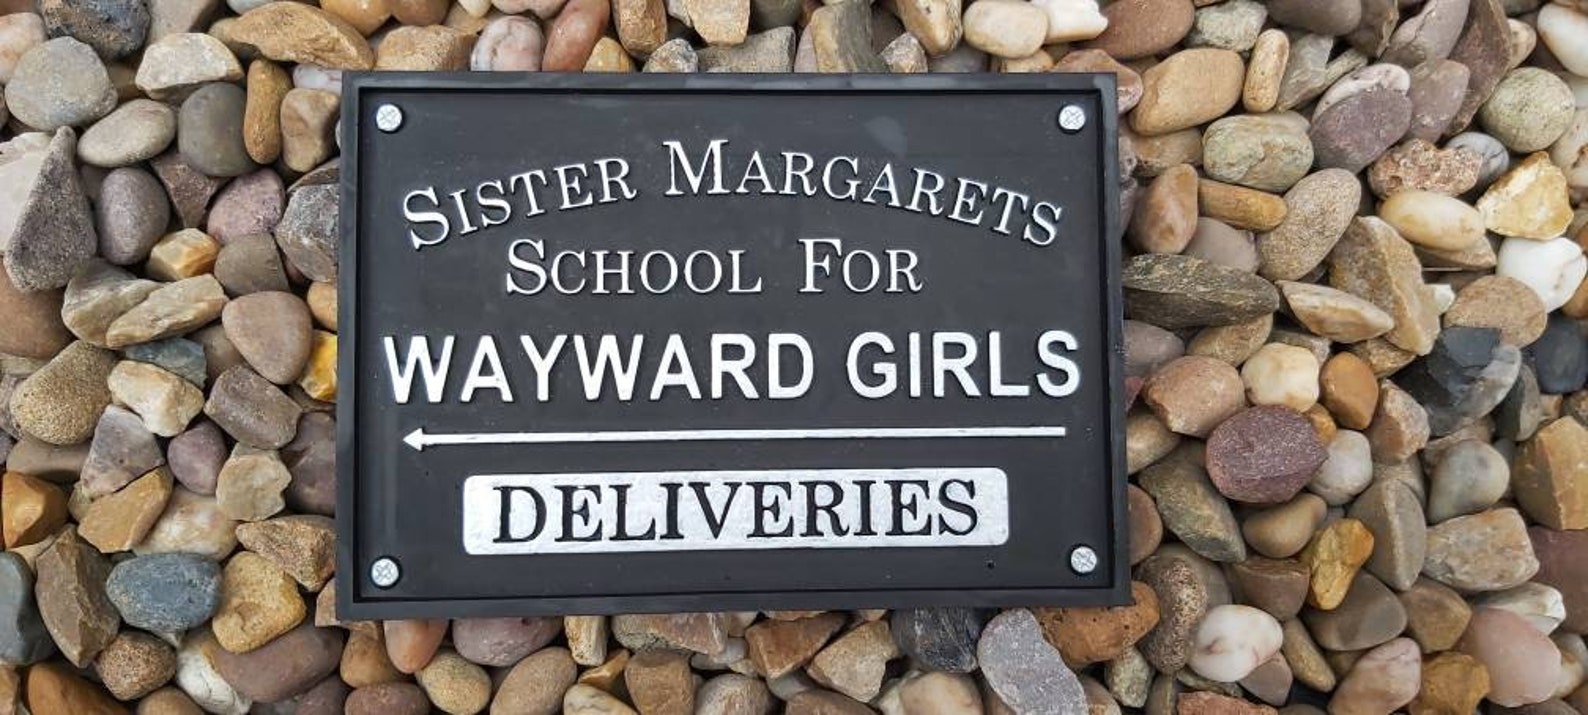 Sister Margarets
School For
WAYWARD GIRLS
DELIVERIES